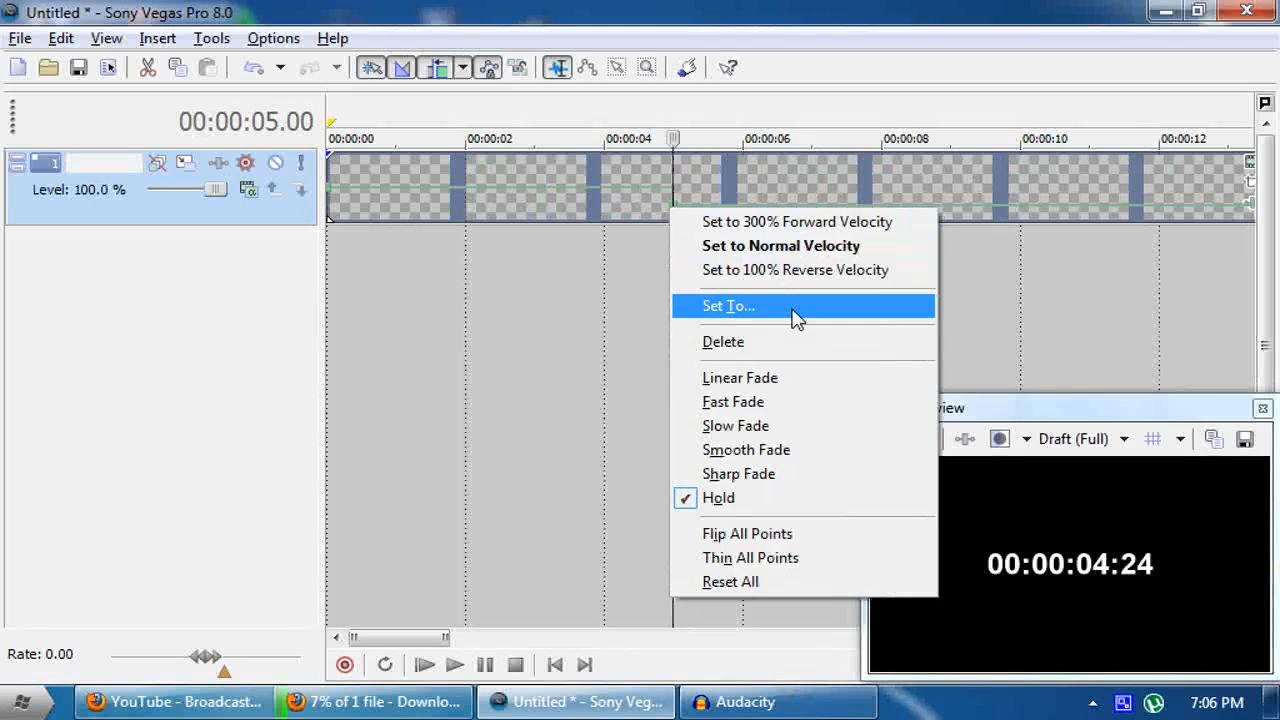 Untitled * - Sony Vegas Pro 8.0
File Edit View Insert Tools Options Help
00:00:05.00
00:00:00 00:00:02 00:00:04 00:00:06 00:00:08 00:00:10 00:00:12
1
Level: 100.0 %
Set to 300% Forward Velocity
Set to Normal Velocity
Set to 100% Reverse Velocity
Set To...
Delete
Linear Fade
Fast Fade
Slow Fade
Smooth Fade
Sharp Fade
Hold
Flip All Points
Thin All Points
Reset All
view
Draft (Full)
00:00:04:24
Rate: 0.00
YouTube - Broadcast... 7% of 1 file - Downlo... Untitled * - Sony Vega... Audacity 7:06 PM